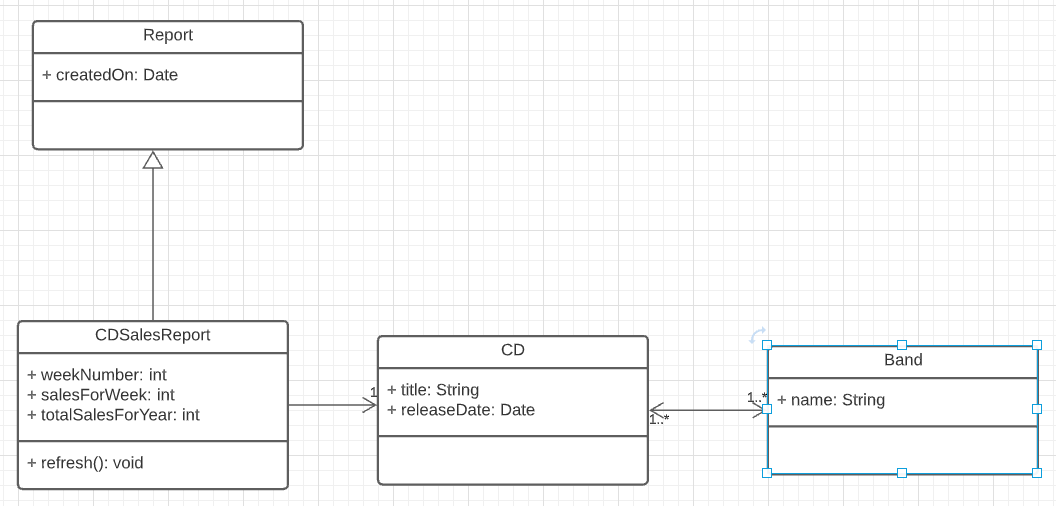 Report
+ createdOn: Date
CDSalesReport
+ weekNumber: int
+ salesForWeek: int
+ totalSalesForYear: int
+ refresh(): void
1
CD
+ title: String
+ releaseDate: Date
1..*
1..*
Band
+ name: String